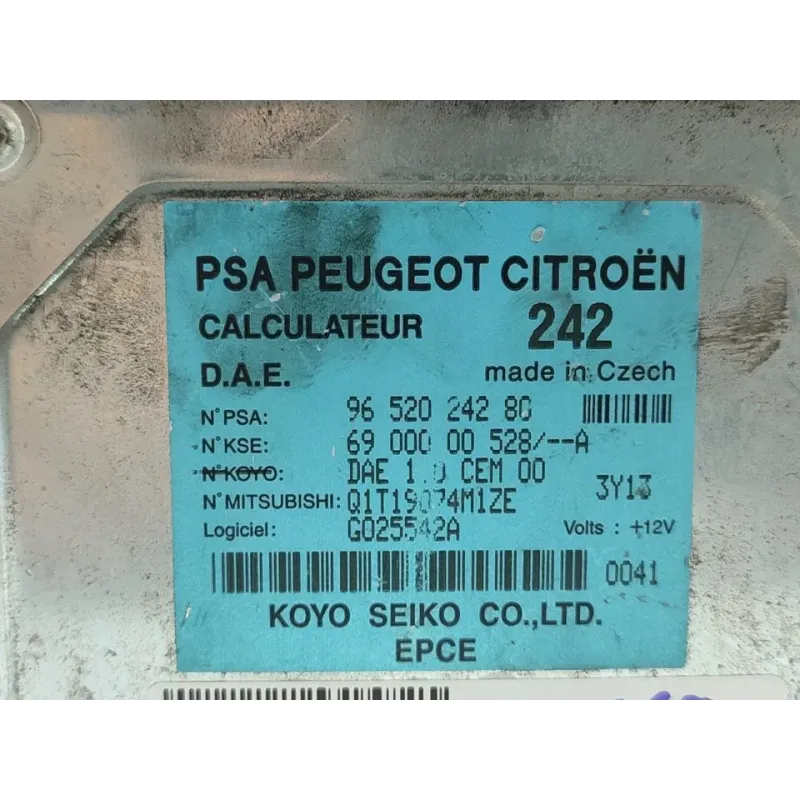 PSA PEUGEOT CITROËN
CALCULATEUR 242
D.A.E. made in Czech
N°PSA: 96 520 242 80
N°KSE: 69 000 00 528/--A
N°KOYO: DAE 1.0 CEM 00
N°MITSUBISHI: Q1T19074M1ZE 3Y13
Logiciel: G025542A Volts : +12V
0041
KOYO SEIKO CO.,LTD.
EPCE